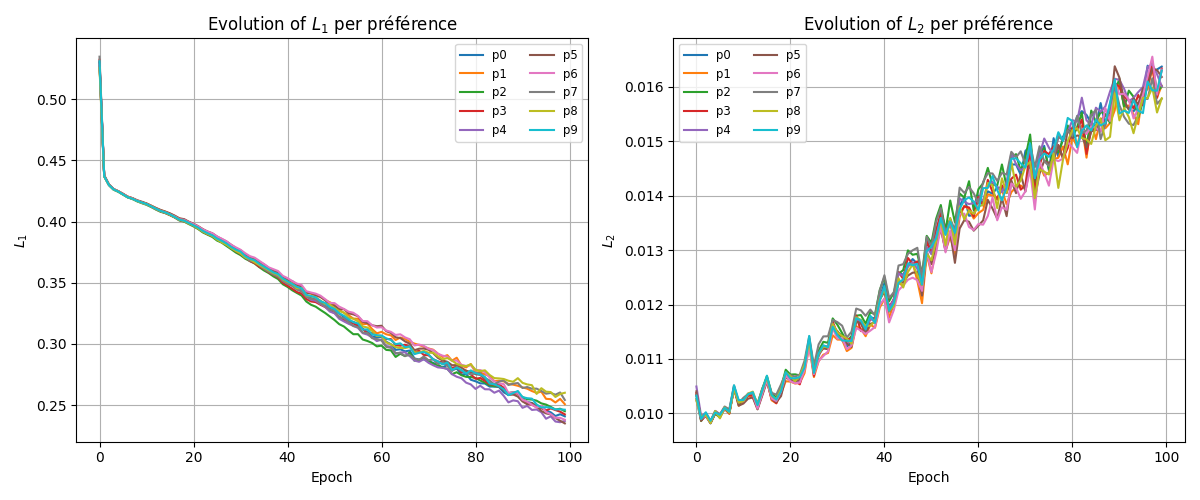 Evolution of L₁ per préférence
p0 p5
p1 p6
p2 p7
p3 p8
p4 p9
L₁
0.50
0.45
0.40
0.35
0.30
0.25
0 20 40 60 80 100
Epoch
Evolution of L₂ per préférence
p0 p5
p1 p6
p2 p7
p3 p8
p4 p9
L₂
0.016
0.015
0.014
0.013
0.012
0.011
0.010
0 20 40 60 80 100
Epoch